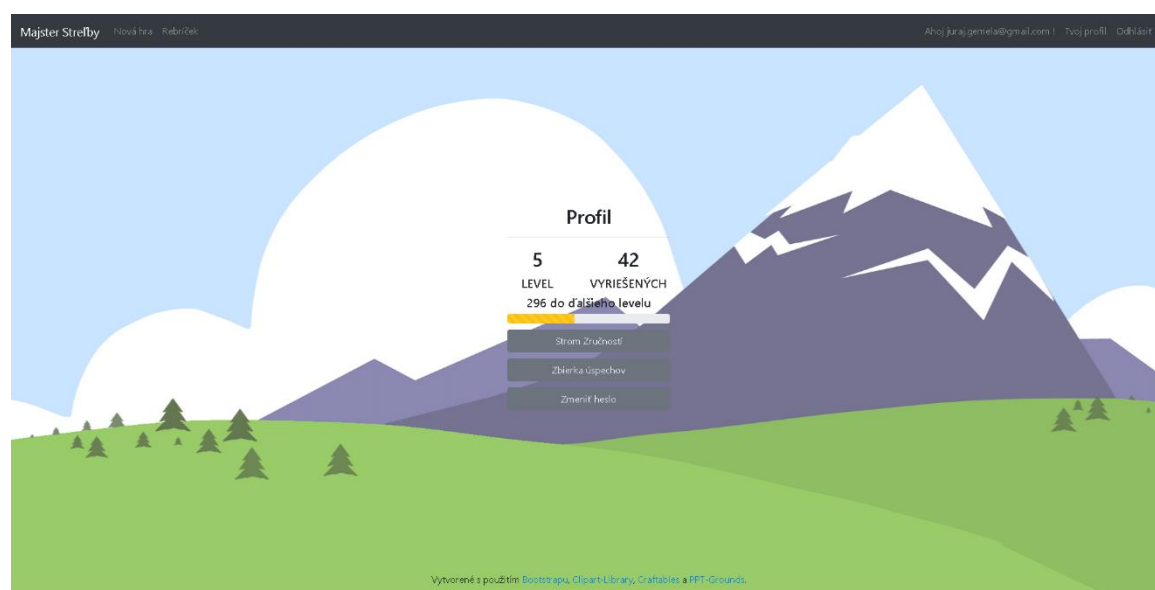 Majster Streľby Nová hra Rebríček Ahoj juraj.gemela@gmail.com ! Tvoj profil Odhlásiť
Profil
5 42
LEVEL VYRIEŠENÝCH
296 do ďalšieho levelu
Strom Zručností
Zbierka úspechov
Zmeniť heslo
Vytvorené s použitím Bootstrapu, Clipart-Library, Craftables a PPT-Grounds.